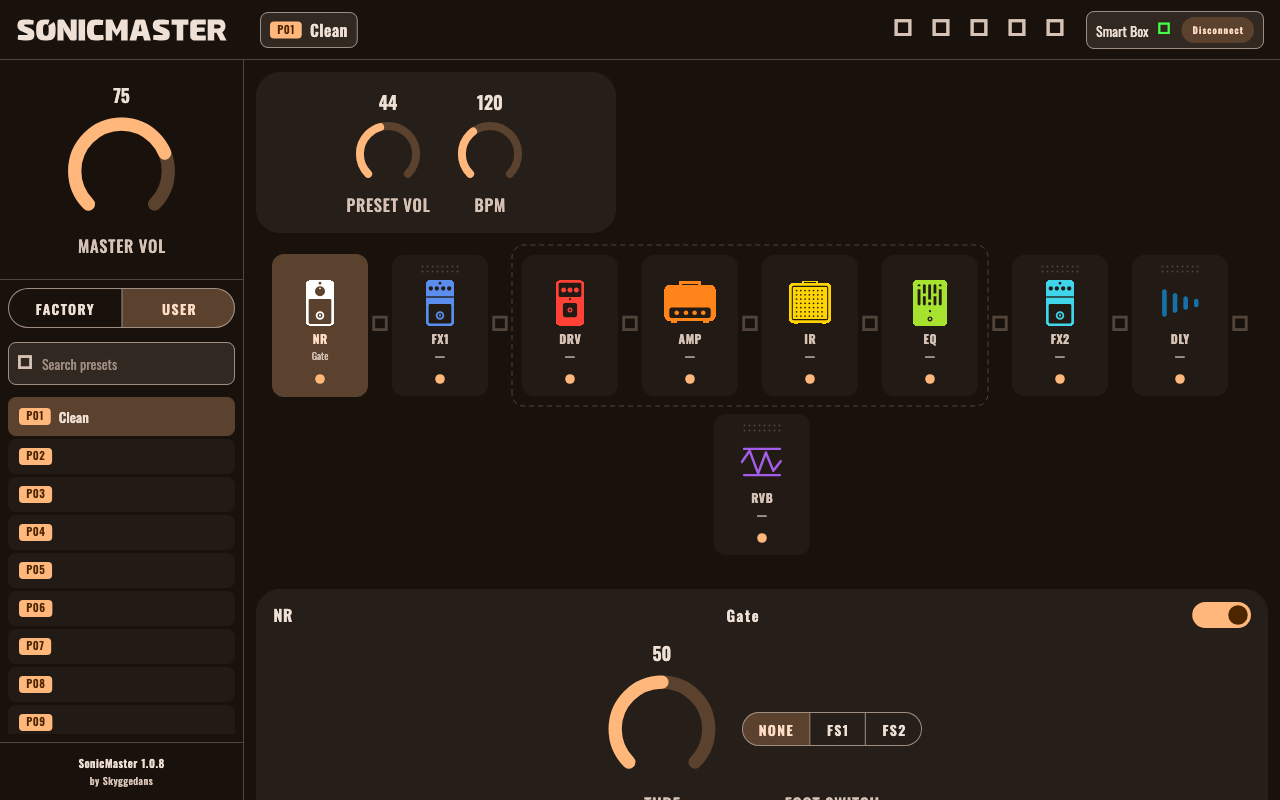 SONICMASTER
P01 Clean
Smart Box Disconnect
75
MASTER VOL
FACTORY USER
Search presets
P01 Clean
P02
P03
P04
P05
P06
P07
P08
P09
SonicMaster 1.0.8
by Skyggedans
44 120
PRESET VOL BPM
NR FX1 DRV AMP IR EQ FX2 DLY
Gate — — — — — — —
RVB
—
NR Gate
50
NONE FS1 FS2